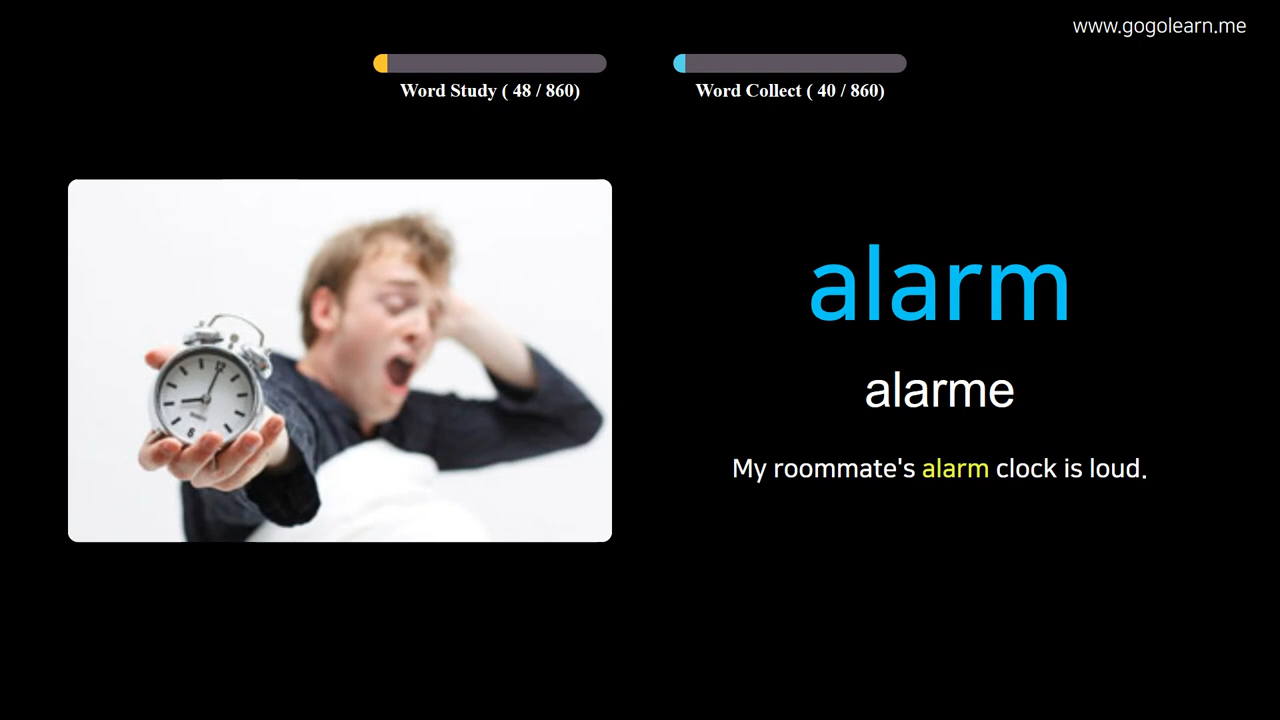 www.gogolearn.me
Word Study ( 48 / 860)
Word Collect ( 40 / 860)
alarm
alarme
My roommate's alarm clock is loud.